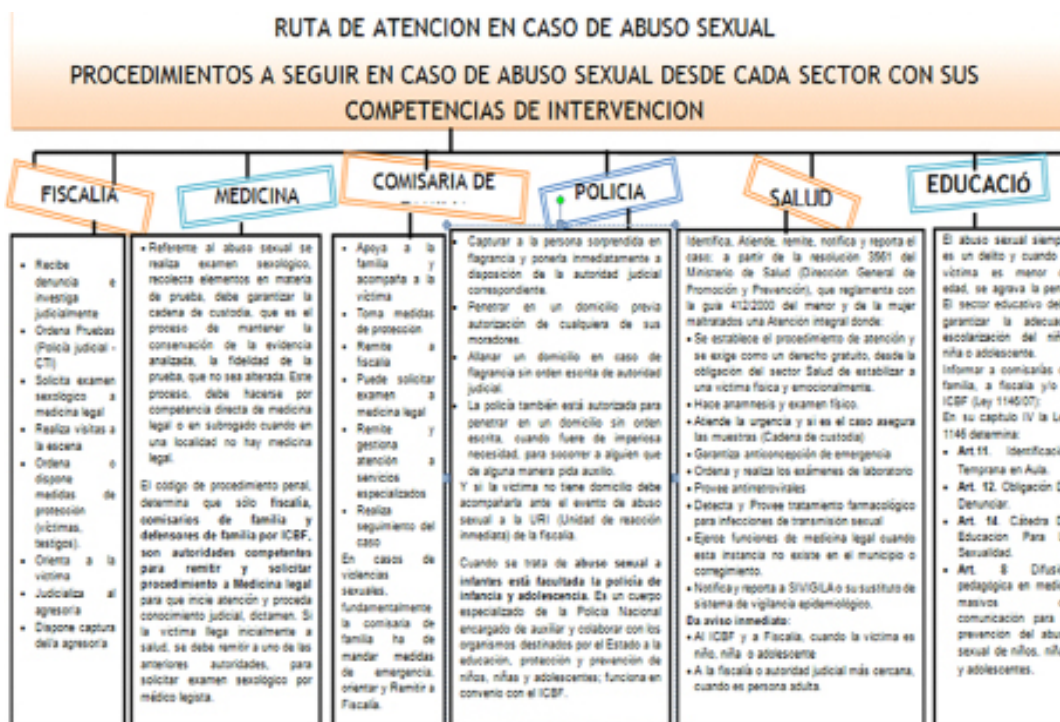 RUTA DE ATENCION EN CASO DE ABUSO SEXUAL
PROCEDIMIENTOS A SEGUIR EN CASO DE ABUSO SEXUAL DESDE CADA SECTOR CON SUS
COMPETENCIAS DE INTERVENCION
FISCALIA
• Recibe
denuncia e
investiga
judicialmente
• Ordena Pruebas
(Policía judicial -
CTI)
• Solicita examen
sexológico a
medicina legal
• Realiza visitas a
la escena
• Ordena o
dispone
medidas de
protección
(víctimas,
testigos).
• Orienta a la
víctima
• Judicializa al
agresor/a
• Dispone captura
del/a agresor/a
MEDICINA
• Referente al abuso sexual se
realiza examen sexológico,
recolecta elementos en materia
de prueba, debe garantizar la
cadena de custodia, que es el
proceso de mantener la
conservación de la evidencia
analizada, la fidelidad de la
prueba, que no sea alterada. Este
proceso, debe hacerse por
competencia directa de medicina
legal o en subrogado cuando en
una localidad no hay medicina
legal.
El código de procedimiento penal,
determina que sólo fiscalía,
comisarios de familia y
defensores de familia por ICBF,
son autoridades competentes
para remitir y solicitar
procedimiento a Medicina legal
para que inicie atención y proceda
conocimiento judicial, dictamen. Si
la víctima llega inicialmente a
salud, se debe remitir a uno de las
anteriores autoridades, para
solicitar examen sexológico por
médico legista.
COMISARIA DE
• Apoya a la
familia y
acompaña a la
víctima
• Toma medidas
de protección
• Remite a
fiscalía
• Puede solicitar
examen a
medicina legal
• Remite y
gestiona
atención a
servicios
especializados
• Realiza
seguimiento del
caso
En casos de
violencias
sexuales,
fundamentalmente
la comisaría de
familia ha de
mandar medidas
de emergencia,
orientar y Remitir a
Fiscalía.
POLICIA
• Capturar a la persona sorprendida en
flagrancia y ponerla inmediatamente a
disposición de la autoridad judicial
correspondiente.
• Penetrar en un domicilio previa
autorización de cualquiera de sus
moradores.
• Allanar un domicilio en caso de
flagrancia sin orden escrita de autoridad
judicial.
• La policía también está autorizada para
penetrar en un domicilio sin orden
escrita, cuando fuere de imperiosa
necesidad, para socorrer a alguien que
de alguna manera pida auxilio.
Y si la víctima no tiene domicilio debe
acompañarla ante el evento de abuso
sexual a la URI (Unidad de reacción
inmediata) de la fiscalía.
Cuando se trata de abuso sexual a
infantes está facultada la policía de
infancia y adolescencia. Es un cuerpo
especializado de la Policía Nacional
encargado de auxiliar y colaborar con los
organismos destinados por el Estado a la
educación, protección y prevención de
niños, niñas y adolescentes; funciona en
convenio con el ICBF.
SALUD
Identifica, Atiende, remite, notifica y reporta el
caso: a partir de la resolución 3661 del
Ministerio de Salud (Dirección General de
Promoción y Prevención), que reglamenta con
la guía 412/2000 del menor y de la mujer
maltratados una Atención integral donde:
• Se establece el procedimiento de atención y
se exige como un derecho gratuito, desde la
obligación del sector Salud de establizar a
una víctima física y emocionalmente.
• Hace anamnesis y examen físico.
• Atiende la urgencia y si es el caso asegura
las muestras (Cadena de custodia)
• Garantiza anticoncepción de emergencia
• Ordena y realiza los exámenes de laboratorio
• Provee antirretrovirales
• Detecta y Provee tratamiento farmacológico
para infecciones de transmisión sexual
• Ejerce funciones de medicina legal cuando
esta instancia no existe en el municipio o
corregimiento.
• Notifica y reporta a SIVIGILA o su sustituto de
sistema de vigilancia epidemiológico.
Da aviso inmediato:
• Al ICBF y a Fiscalía, cuando la víctima es
niño, niña o adolescente
• A la fiscalía o autoridad judicial más cercana,
cuando es persona adulta
EDUCACIÓ
El abuso sexual siemp
es un delito y cuando
víctima es menor
edad, se agrava la pen
El sector educativo de
garantizar la adecua
escolarización del niñ
niña o adolescente.
Informar a comisarías
familia, a fiscalía y/o
ICBF (Ley 1146/07):
En su capítulo IV la L
1146 determina:
• Art.11. Identificac
Temprana en Aula.
• Art. 12. Obligación D
Denunciar.
• Art. 14. Cátedra D
Educacion Para
Sexualidad.
• Art. 8 Difusi
pedagógica en med
masivos
comunicación para
prevención del abu
sexual de niños, niñ
y adolescentes.